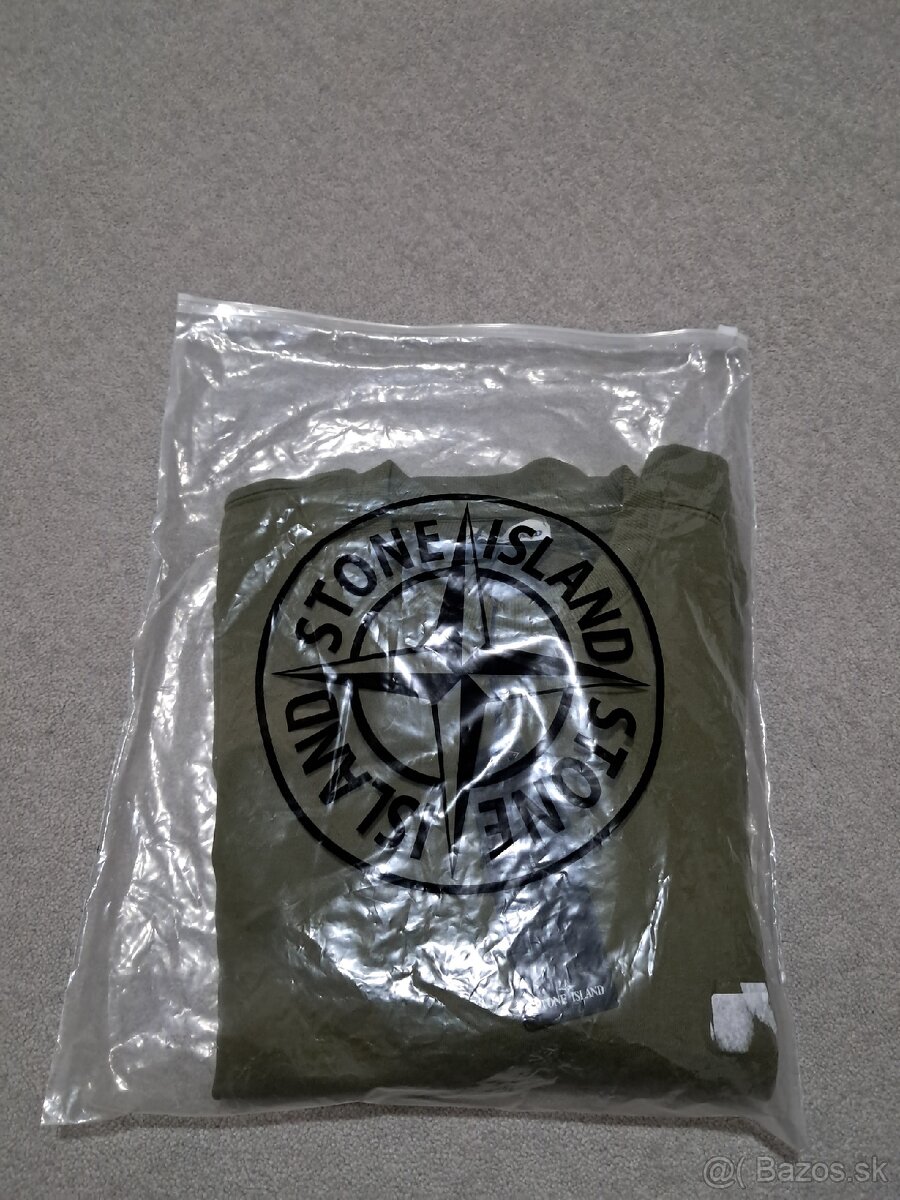 STONE ISLAND STONE ISLAND
STONE ISLAND
@( Bazos.sk